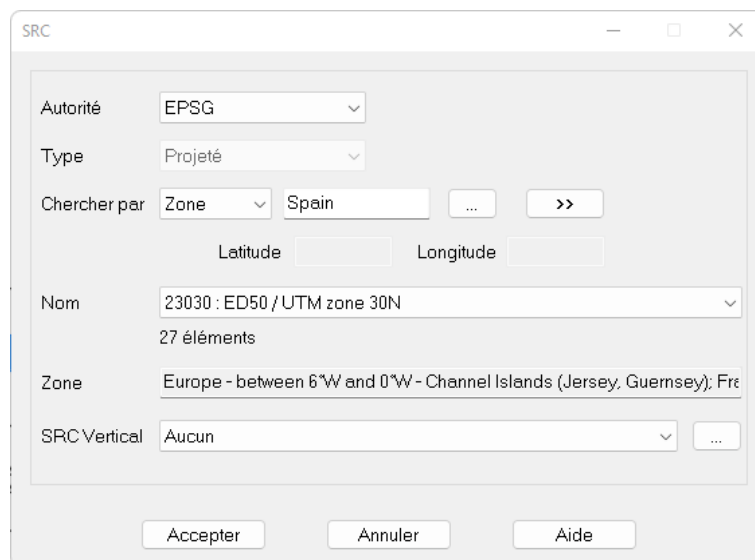 SRC
Autorité EPSG
Type Projeté
Chercher par Zone Spain ... >>
Latitude Longitude
Nom 23030 : ED50 / UTM zone 30N
27 éléments
Zone Europe - between 6°W and 0°W - Channel Islands (Jersey, Guernsey); Fra
SRC Vertical Aucun ...
Accepter Annuler Aide